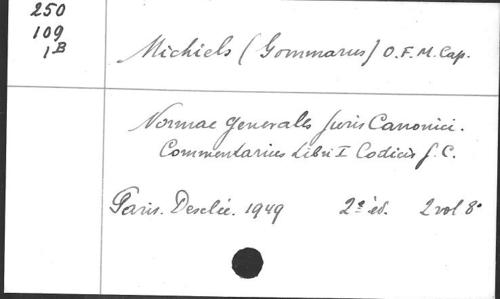 250
109
1B
Michiels (Gommarus) O.F.M. Cap.
Normae Generales Juris Canonici.
Commentarius Libri I Codicis J.C.
Paris. Desclée. 1949 2e éd. 2 vol 8°